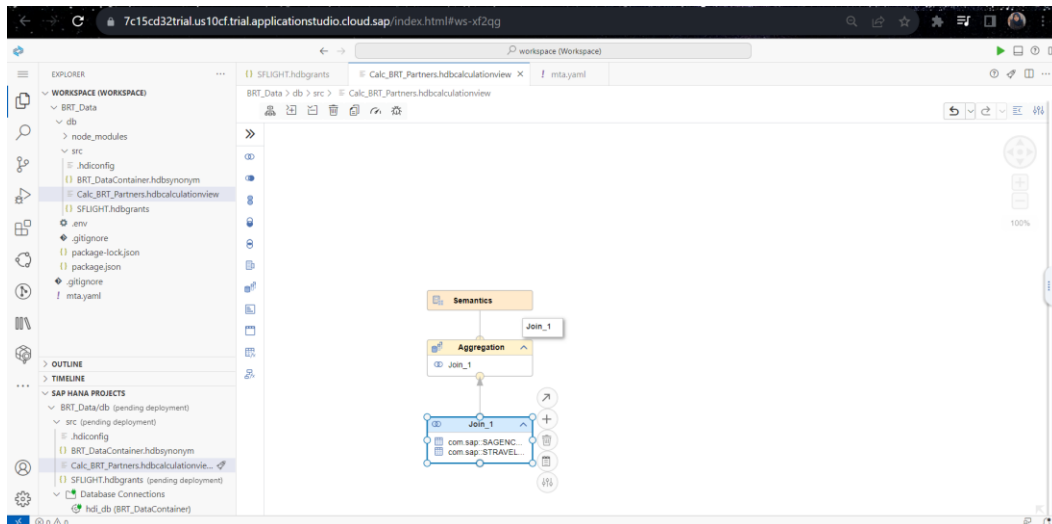 7c15cd32trial.us10cf.trial.applicationstudio.cloud.sap/index.html#ws-xf2qg
workspace (Workspace)
EXPLORER
SFLIGHT.hdbgrants
Calc_BRT_Partners.hdbcalculationview
! mta.yaml
WORKSPACE (WORKSPACE)
BRT_Data > db > src > Calc_BRT_Partners.hdbcalculationview
BRT_Data
db
node_modules
src
.hdiconfig
BRT_DataContainer.hdbsynonym
Calc_BRT_Partners.hdbcalculationview
SFLIGHT.hdbgrants
.env
.gitignore
package-lock.json
package.json
.gitignore
! mta.yaml
100%
Semantics
Join_1
Aggregation
Join_1
Join_1
com.sap::SAGENC...
com.sap::STRAVEL...
OUTLINE
TIMELINE
SAP HANA PROJECTS
BRT_Data/db (pending deployment)
src (pending deployment)
.hdiconfig
BRT_DataContainer.hdbsynonym
Calc_BRT_Partners.hdbcalculationvie...
SFLIGHT.hdbgrants (pending deployment)
Database Connections
hdi_db (BRT_DataContainer)
0 0